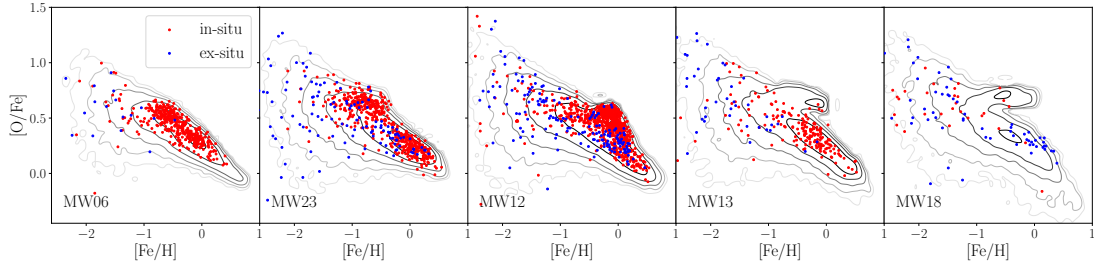 1.5
1.0
0.5
0.0
[O/Fe]
in-situ
ex-situ
MW06
MW23
MW12
MW13
MW18
−2 −1 0 1
−2 −1 0 1
−2 −1 0 1
−2 −1 0 1
−2 −1 0 1
[Fe/H] [Fe/H] [Fe/H] [Fe/H] [Fe/H]